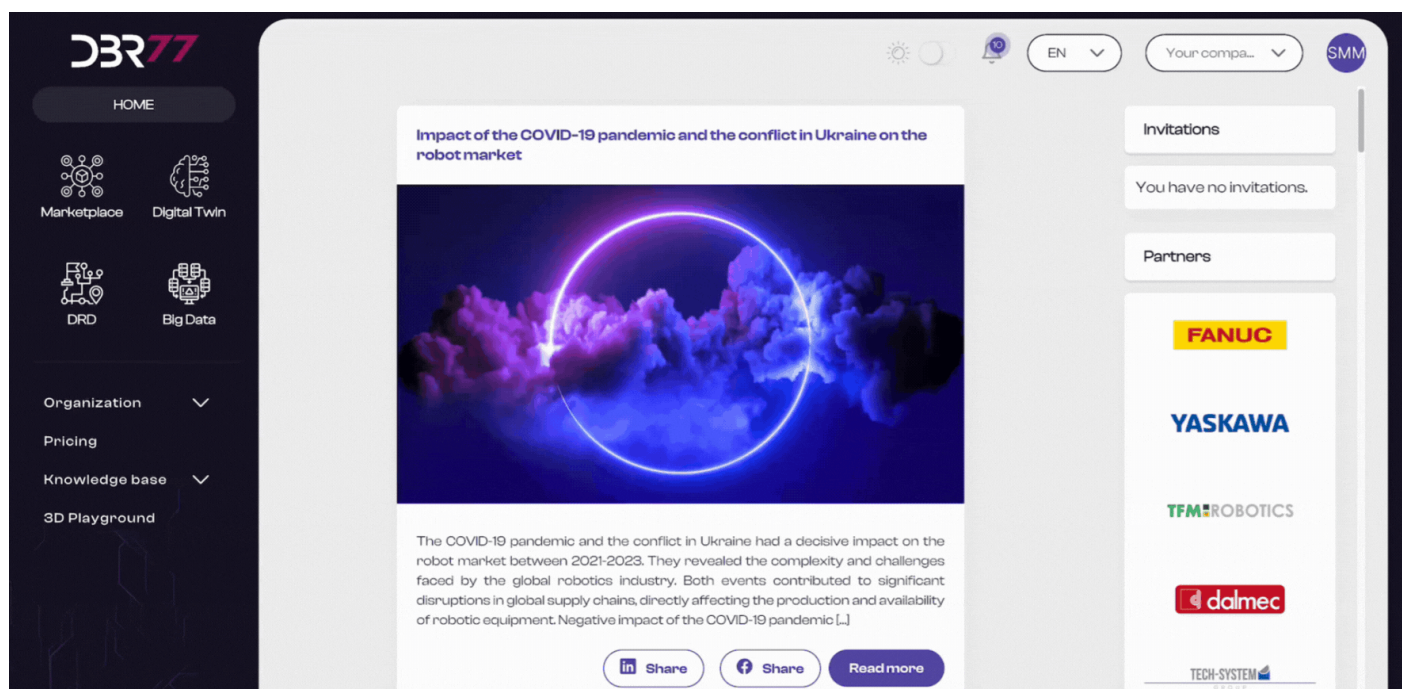 DBR77
HOME
Marketplace
Digital Twin
DRD
Big Data
Organization
Pricing
Knowledge base
3D Playground
10
EN
Your compa...
SMM
Impact of the COVID-19 pandemic and the conflict in Ukraine on the
robot market
The COVID-19 pandemic and the conflict in Ukraine had a decisive impact on the
robot market between 2021-2023. They revealed the complexity and challenges
faced by the global robotics industry. Both events contributed to significant
disruptions in global supply chains, directly affecting the production and availability
of robotic equipment. Negative impact of the COVID-19 pandemic [...]
Share
Share
Read more
Invitations
You have no invitations.
Partners
FANUC
YASKAWA
TFM ROBOTICS
dalmec
TECH-SYSTEM
GROUP